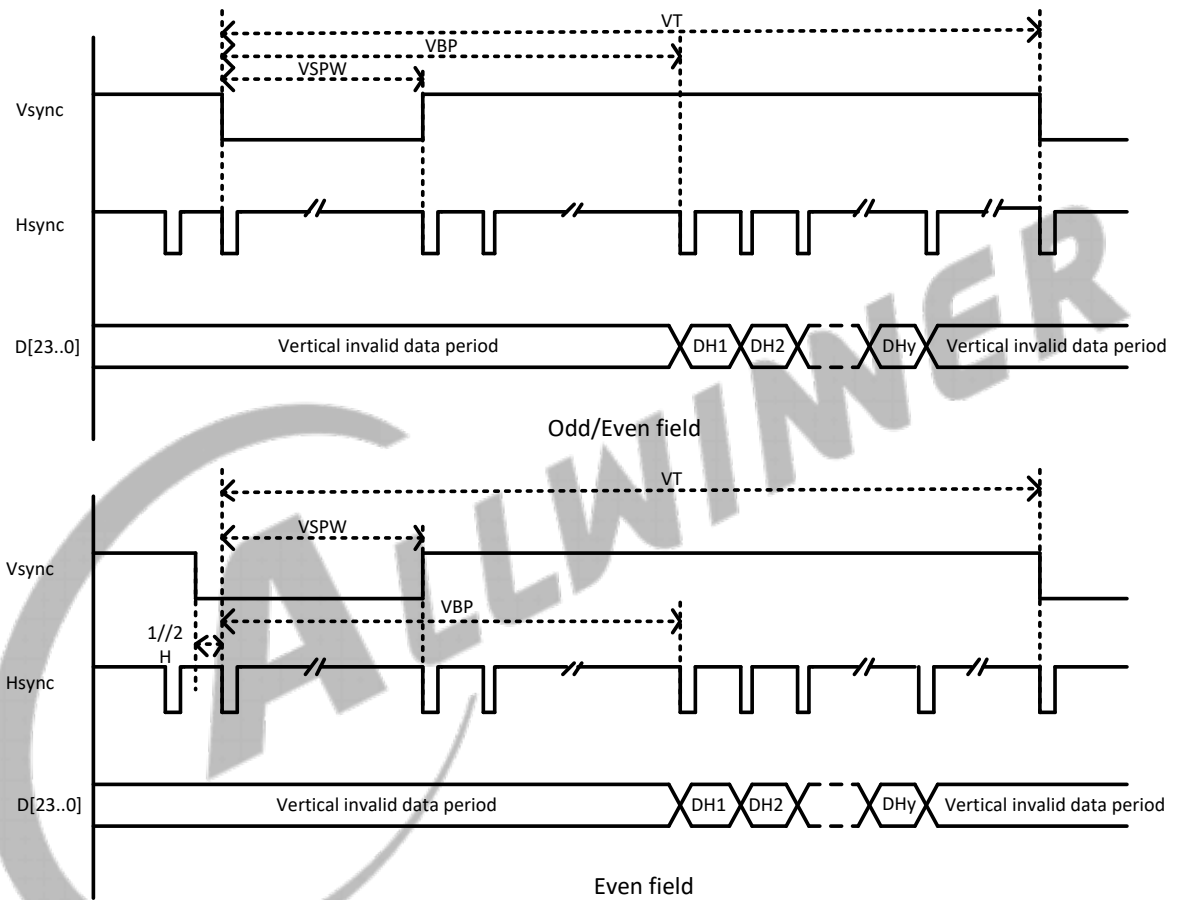 VT
VBP
VSPW
Vsync
Hsync
D[23..0]
Vertical invalid data period
DH1
DH2
DHy
Vertical invalid data period
Odd/Even field
VT
VSPW
Vsync
VBP
1//2
H
Hsync
D[23..0]
Vertical invalid data period
DH1
DH2
DHy
Vertical invalid data period
Even field
ALLWINNER